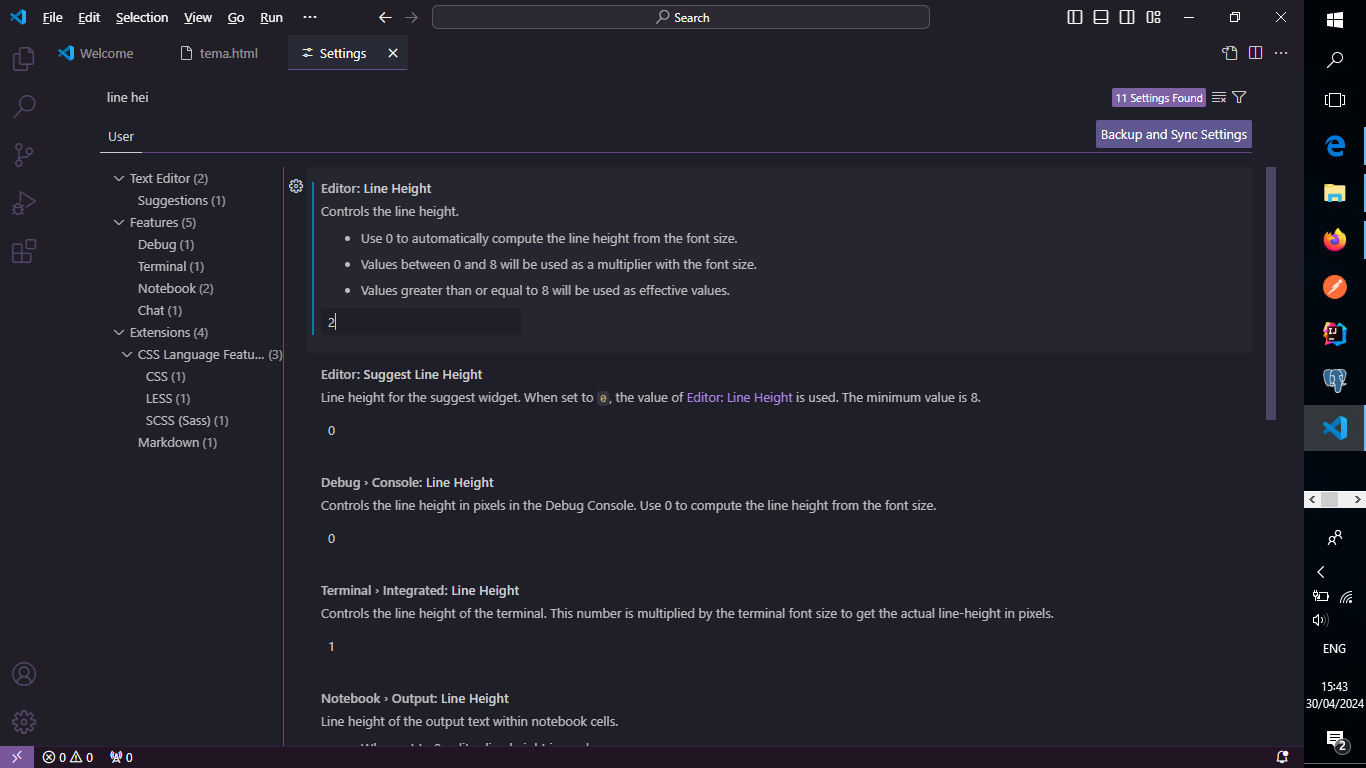 File Edit Selection View Go Run ··· Search
Welcome tema.html Settings
line hei
11 Settings Found
User
Backup and Sync Settings
Text Editor (2)
Suggestions (1)
Features (5)
Debug (1)
Terminal (1)
Notebook (2)
Chat (1)
Extensions (4)
CSS Language Featu... (3)
CSS (1)
LESS (1)
SCSS (Sass) (1)
Markdown (1)
Editor: Line Height
Controls the line height.
• Use 0 to automatically compute the line height from the font size.
• Values between 0 and 8 will be used as a multiplier with the font size.
• Values greater than or equal to 8 will be used as effective values.
2
Editor: Suggest Line Height
Line height for the suggest widget. When set to 0, the value of Editor: Line Height is used. The minimum value is 8.
0
Debug › Console: Line Height
Controls the line height in pixels in the Debug Console. Use 0 to compute the line height from the font size.
0
Terminal › Integrated: Line Height
Controls the line height of the terminal. This number is multiplied by the terminal font size to get the actual line-height in pixels.
1
Notebook › Output: Line Height
Line height of the output text within notebook cells.
0 0 0
ENG
15:43
30/04/2024
2